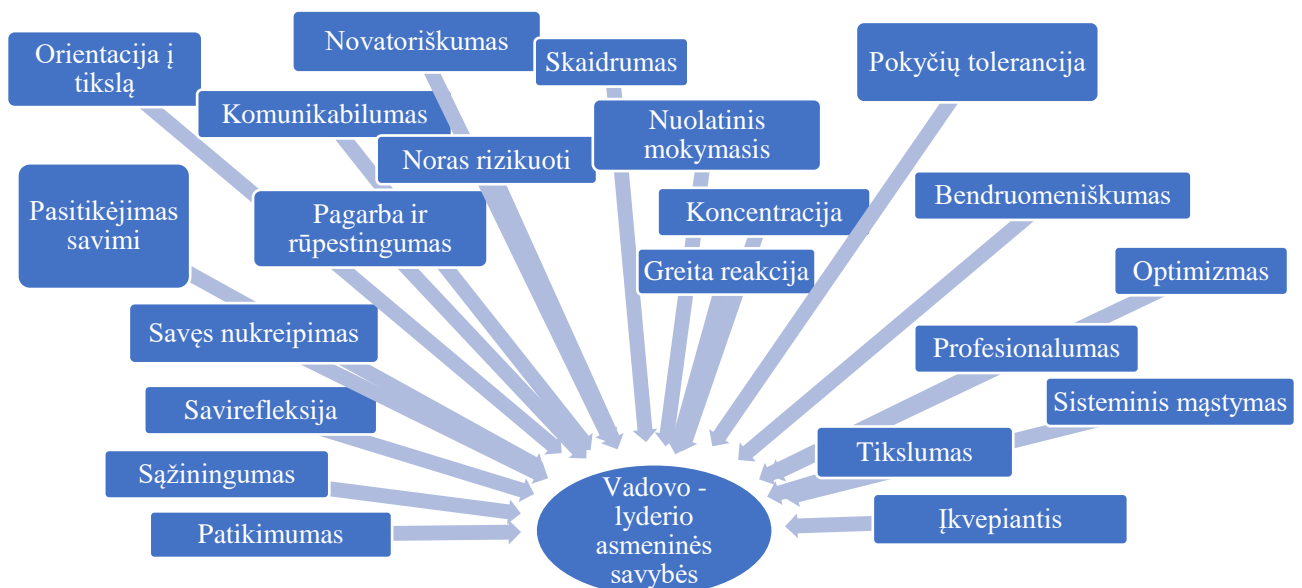 Novatoriškumas
Orientacija į
tikslą
Skaidrumas
Pokyčių tolerancija
Komunikabilumas
Nuolatinis
mokymasis
Noras rizikuoti
Pasitikėjimas
savimi
Pagarba ir
rūpestingumas
Koncentracija
Bendruomeniškumas
Greita reakcija
Optimizmas
Savęs nukreipimas
Profesionalumas
Savirefleksija
Sisteminis mąstymas
Tikslumas
Sąžiningumas
Patikimumas
Įkvepiantis
Vadovo -
lyderio
asmeninės
savybės